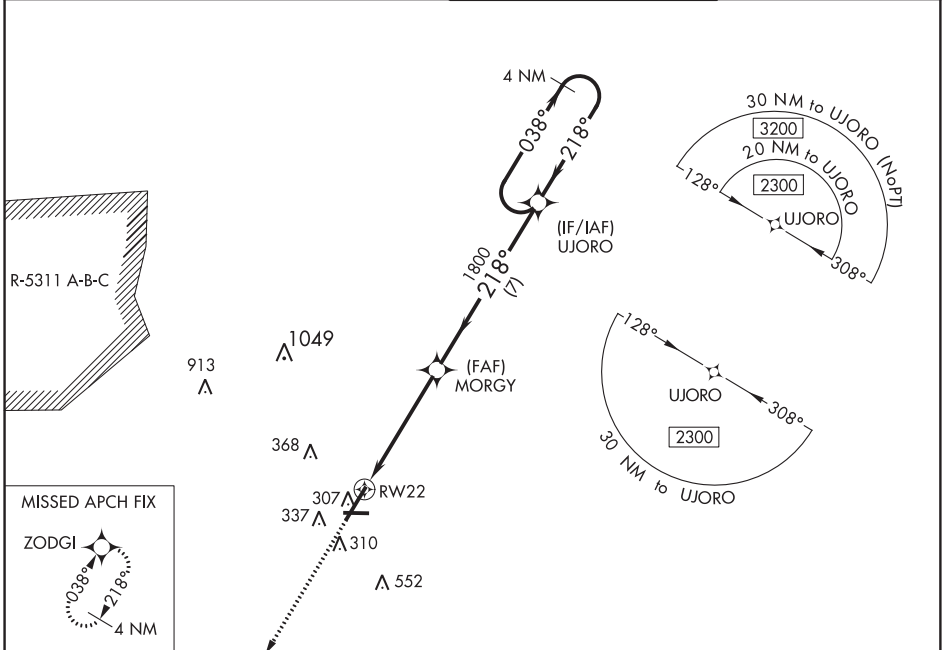 4 NM
038°
218°
(IF/IAF)
UJORO
1800
218°
(7)
30 NM to UJORO (NoPT)
3200
20 NM to UJORO
2300
128°
UJORO
308°
R-5311 A-B-C
1049
913
(FAF)
MORGY
128°
UJORO
308°
2300
30 NM to UJORO
368
307
RW22
337
310
552
MISSED APCH FIX
ZODGI
038°
218°
4 NM